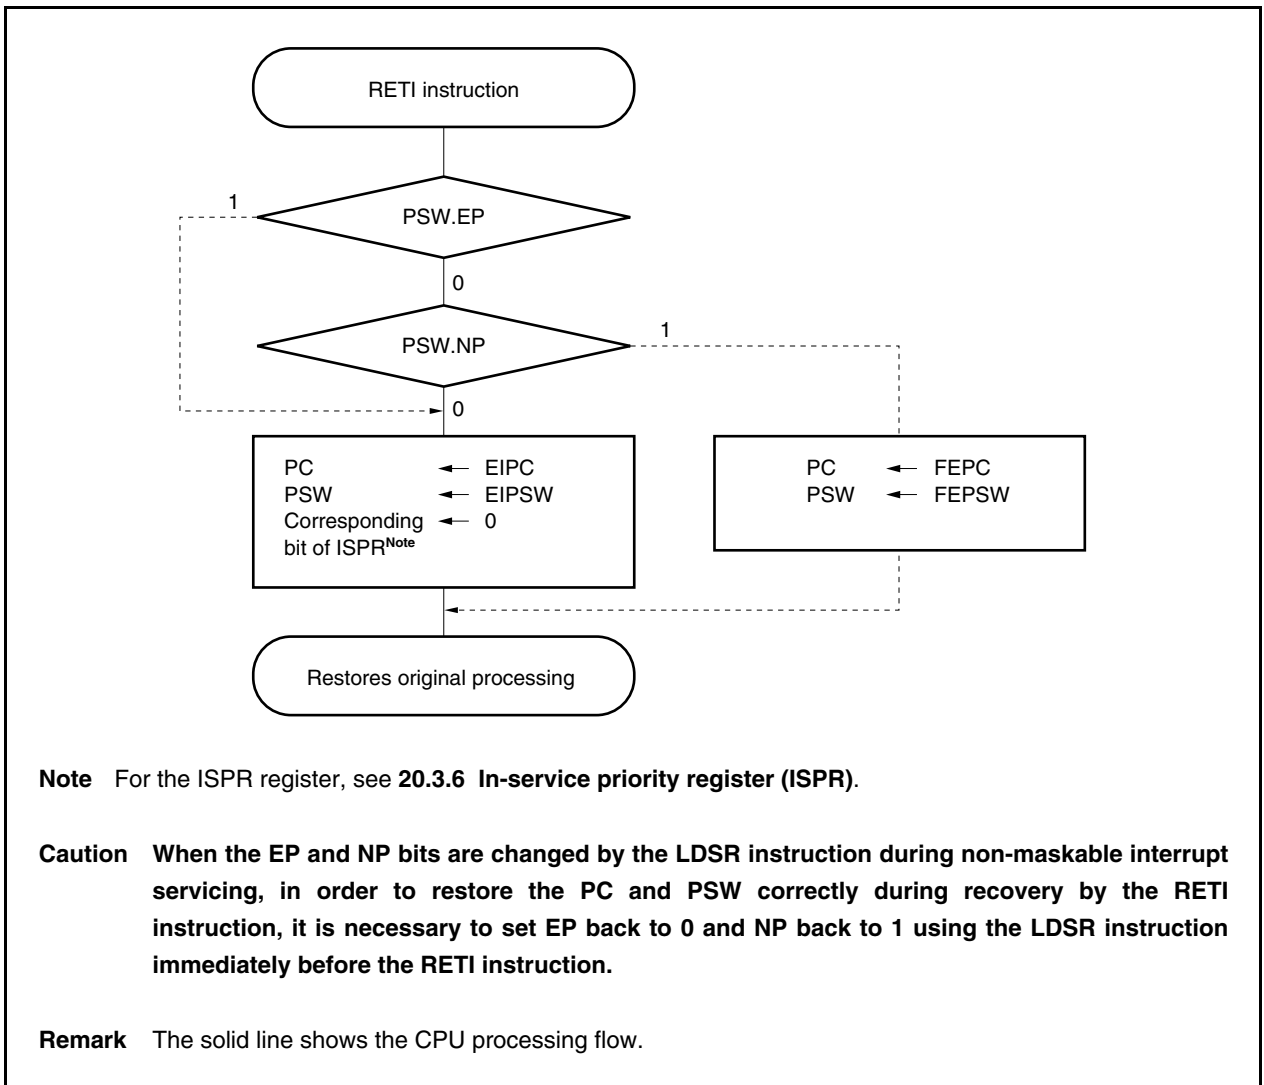 RETI instruction
1
PSW.EP
0
1
PSW.NP
0
PC ← EIPC
PSW ← EIPSW
Corresponding ← 0
bit of ISPRNote
PC ← FEPC
PSW ← FEPSW
Restores original processing
Note For the ISPR register, see 20.3.6 In-service priority register (ISPR).
Caution When the EP and NP bits are changed by the LDSR instruction during non-maskable interrupt
servicing, in order to restore the PC and PSW correctly during recovery by the RETI
instruction, it is necessary to set EP back to 0 and NP back to 1 using the LDSR instruction
immediately before the RETI instruction.
Remark The solid line shows the CPU processing flow.